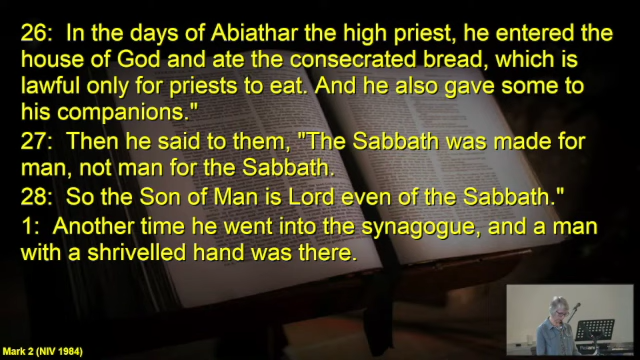 26:  In the days of Abiathar the high priest, he entered the
house of God and ate the consecrated bread, which is
lawful only for priests to eat. And he also gave some to
his companions."
27:  Then he said to them, "The Sabbath was made for
man, not man for the Sabbath.
28:  So the Son of Man is Lord even of the Sabbath."
1:  Another time he went into the synagogue, and a man
with a shrivelled hand was there.
Mark 2 (NIV 1984)